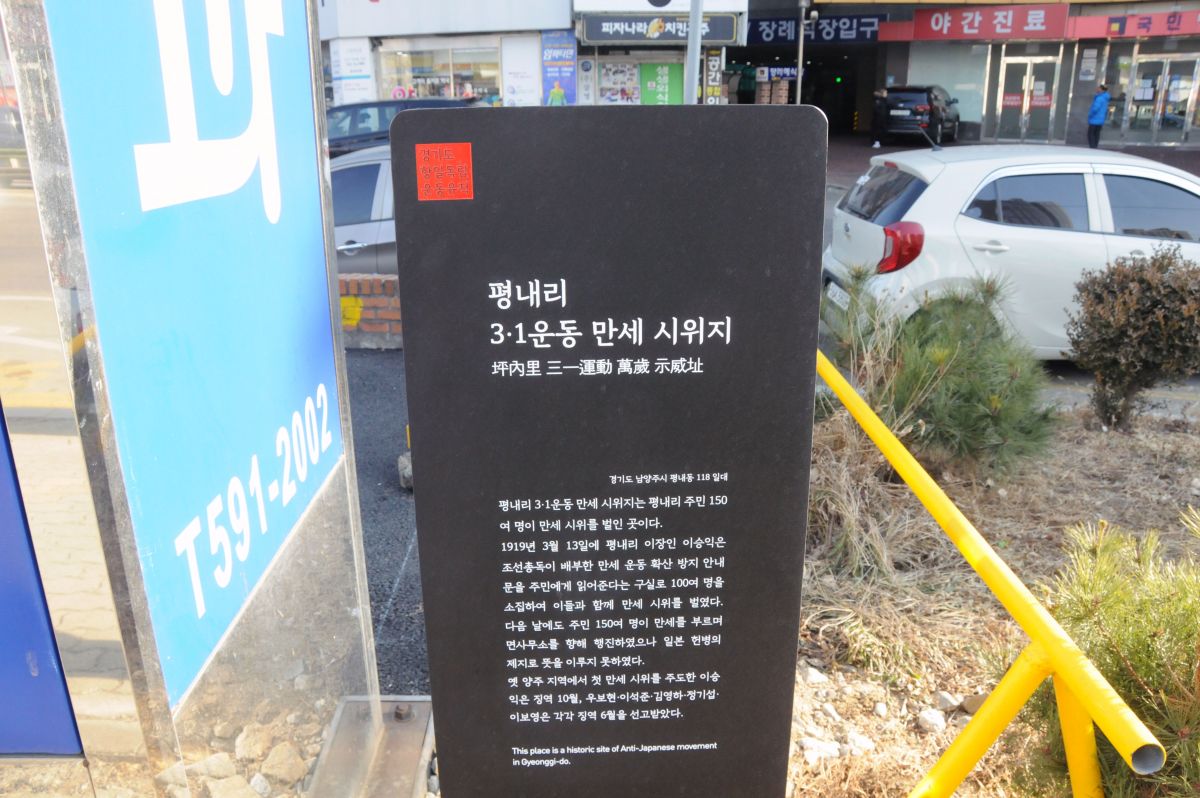 피자나라 치킨공주
장례식장입구
야간진료
국민
T591-2002
경기도
항일독립
운동유적
평내리
3·1운동 만세 시위지
坪內里 三一運動 萬歲 示威址
경기도 남양주시 평내동 118 일대
평내리 3·1운동 만세 시위지는 평내리 주민 150
여 명이 만세 시위를 벌인 곳이다.
1919년 3월 13일에 평내리 이장인 이승익은
조선총독이 배부한 만세 운동 확산 방지 안내
문을 주민에게 읽어준다는 구실로 100여 명을
소집하여 이들과 함께 만세 시위를 벌였다.
다음 날에도 주민 150여 명이 만세를 부르며
면사무소를 향해 행진하였으나 일본 헌병의
제지로 뜻을 이루지 못하였다.
옛 양주 지역에서 첫 만세 시위를 주도한 이승
익은 징역 10월, 우보현·이석준·김영하·정기섭·
이보영은 각각 징역 6월을 선고받았다.
This place is a historic site of Anti-Japanese movement
in Gyeonggi-do.